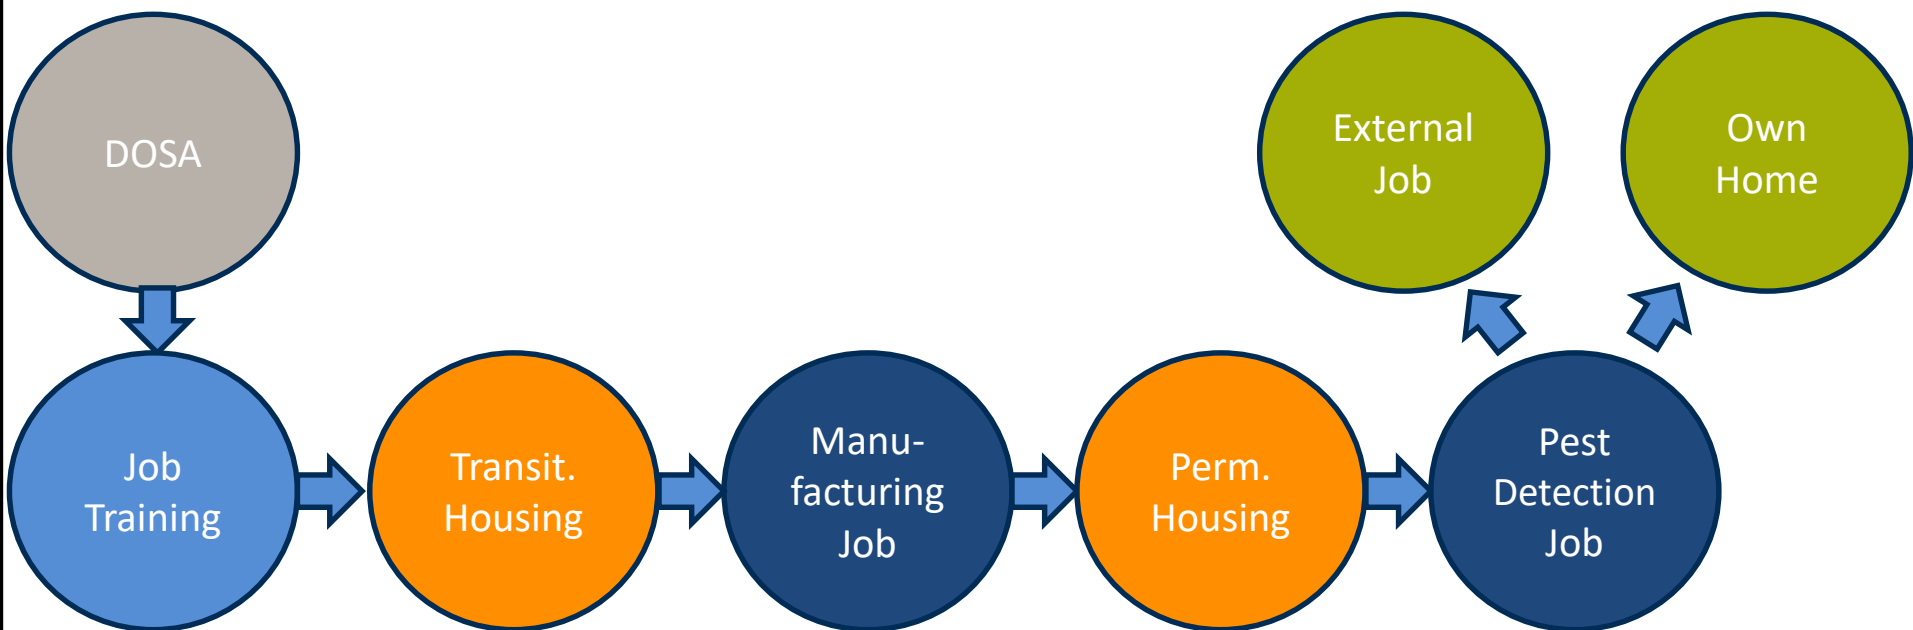 DOSA
External
Job
Own
Home
Job
Training
Transit.
Housing
Manu-
facturing
Job
Perm.
Housing
Pest
Detection
Job